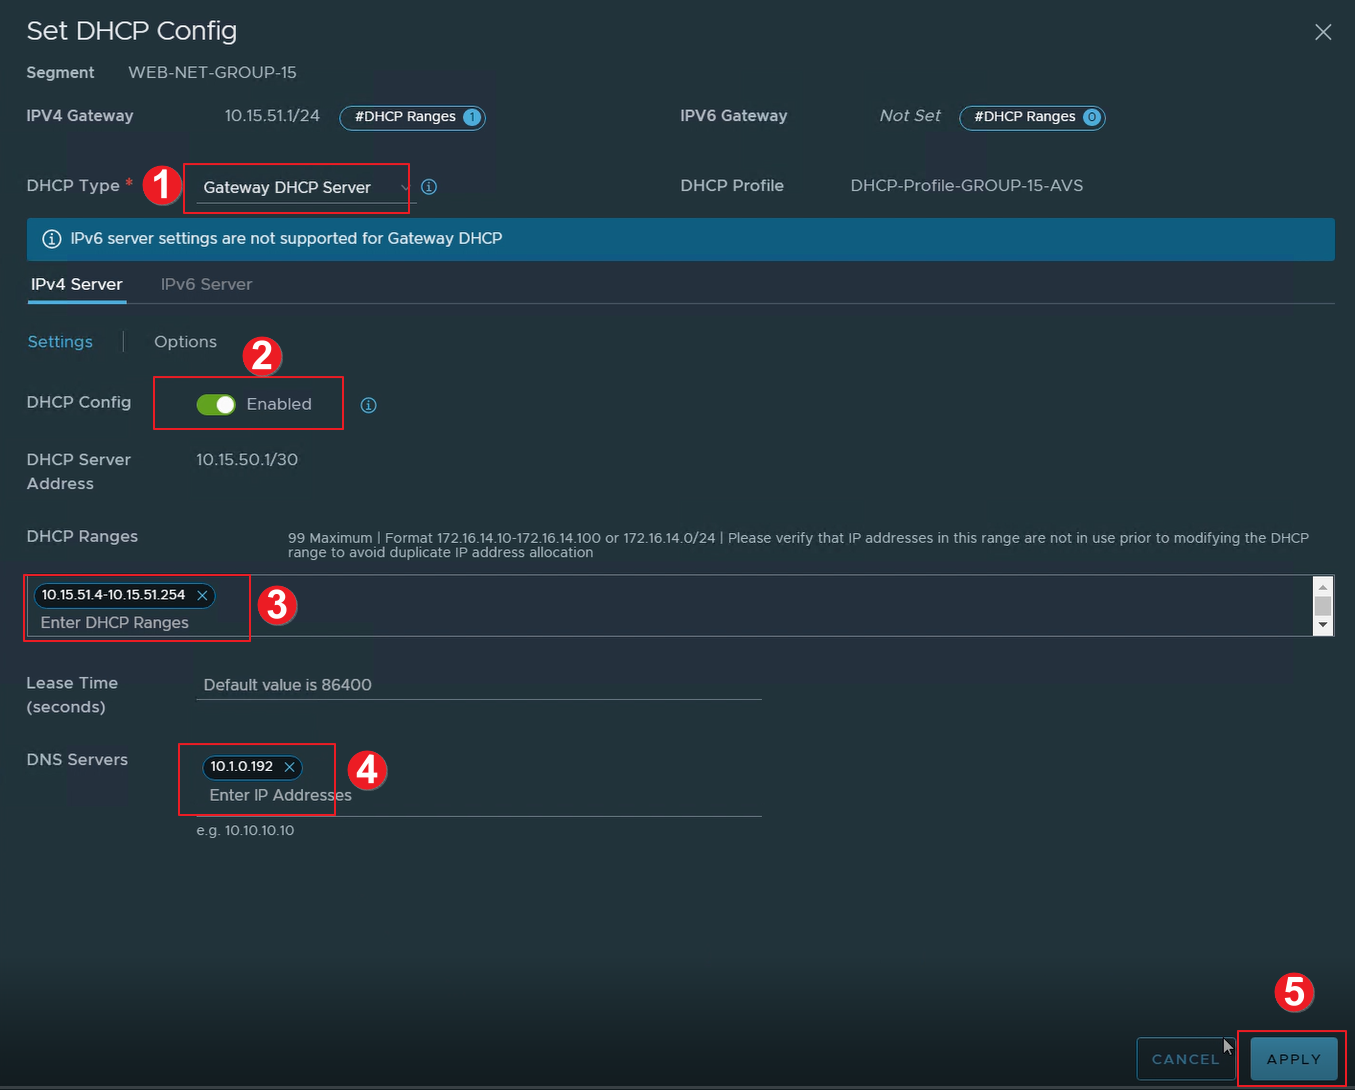 Set DHCP Config
Segment WEB-NET-GROUP-15
IPV4 Gateway 10.15.51.1/24 #DHCP Ranges 1 IPV6 Gateway Not Set #DHCP Ranges 0
DHCP Type * 1 Gateway DHCP Server DHCP Profile DHCP-Profile-GROUP-15-AVS
IPv6 server settings are not supported for Gateway DHCP
IPv4 Server IPv6 Server
Settings | Options
2
DHCP Config Enabled
DHCP Server 10.15.50.1/30
Address
DHCP Ranges 99 Maximum | Format 172.16.14.10-172.16.14.100 or 172.16.14.0/24 | Please verify that IP addresses in this range are not in use prior to modifying the DHCP
range to avoid duplicate IP address allocation
10.15.51.4-10.15.51.254
3
Enter DHCP Ranges
Lease Time Default value is 86400
(seconds)
DNS Servers 10.1.0.192 4
Enter IP Addresses
e.g. 10.10.10.10
5
CANCEL APPLY